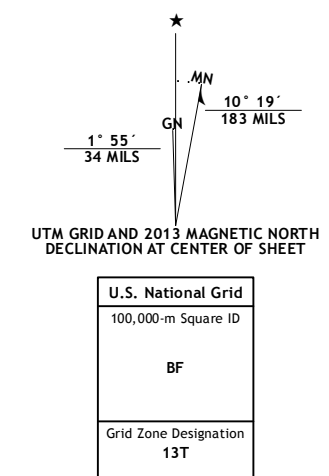 ★
MN
GN
10° 19´
183 MILS
1° 55´
34 MILS
UTM GRID AND 2013 MAGNETIC NORTH
DECLINATION AT CENTER OF SHEET
U.S. National Grid
100,000-m Square ID
BF
Grid Zone Designation
13T